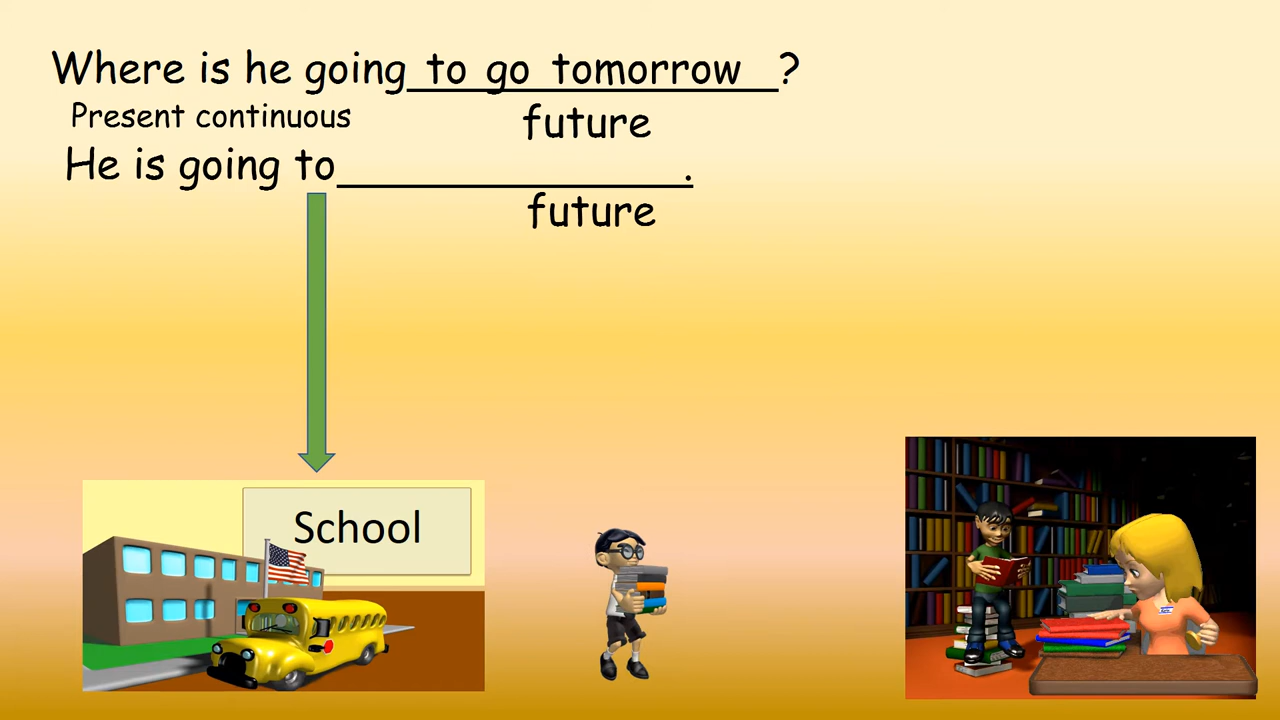 Where is he going to go tomorrow ?
Present continuous
future
He is going to .
future
School